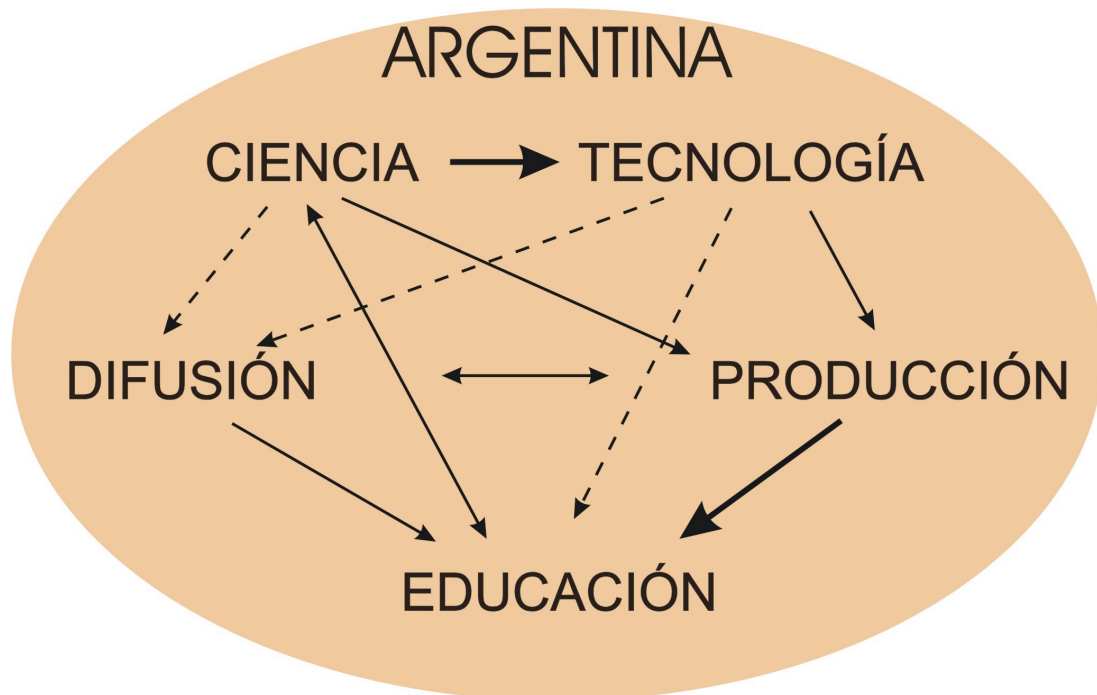 ARGENTINA
CIENCIA TECNOLOGÍA
DIFUSIÓN PRODUCCIÓN
EDUCACIÓN